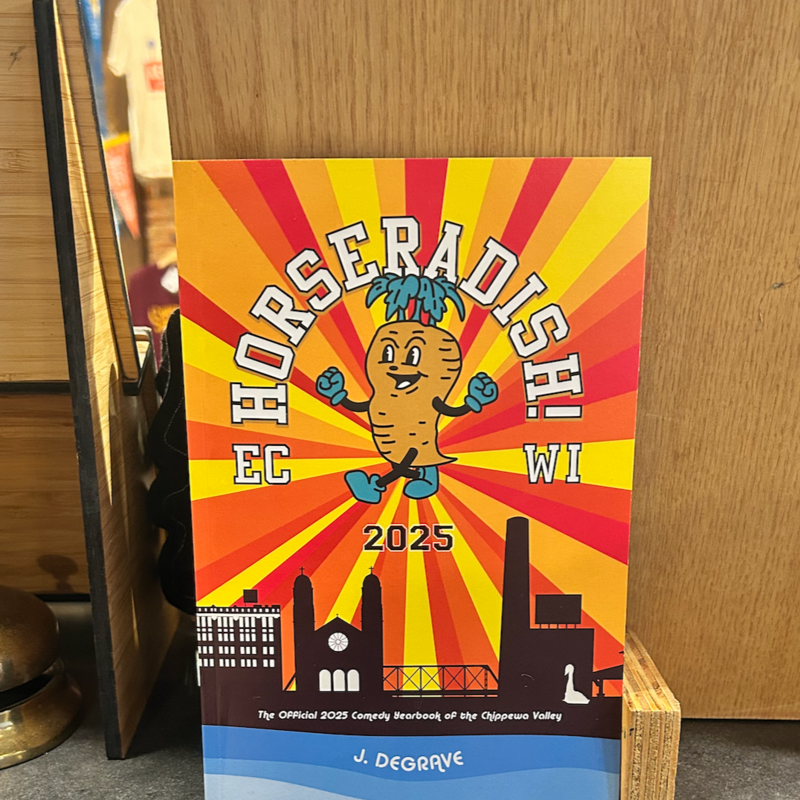 HORSERADISH!
EC WI
2025
The Official 2025 Comedy Yearbook of the Chippewa Valley
J. DEGRAVE